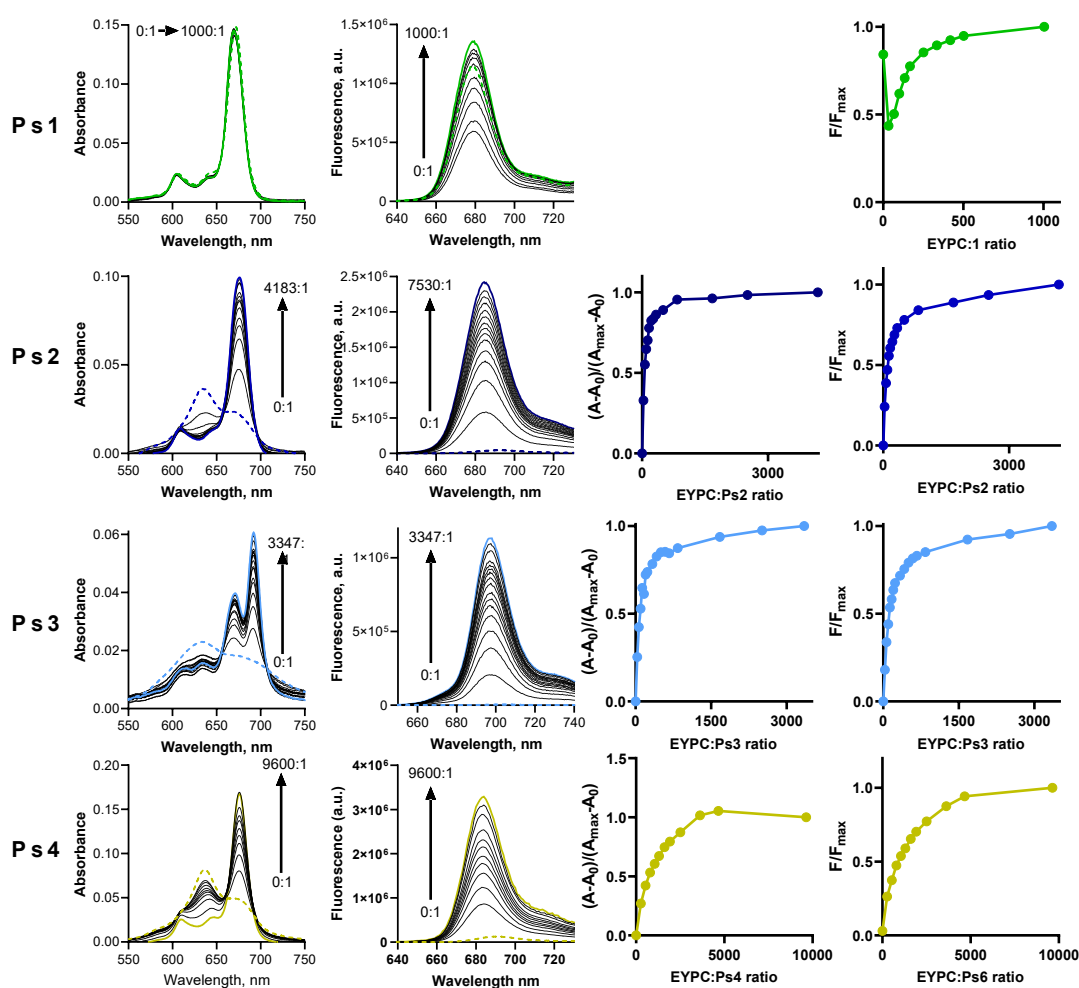 Ps1
Absorbance
0.15
0.10
0.05
0.00
0:1 1000:1
550 600 650 700 750
Wavelength, nm
Fluorescence, a.u.
1.5×10⁶
1×10⁶
5×10⁵
0
1000:1
0:1
640 660 680 700 720
Wavelength, nm
F/Fmax
1.0
0.5
0.0
0 500 1000
EYPC:1 ratio
Ps2
Absorbance
0.10
0.05
0.00
4183:1
0:1
550 600 650 700 750
Wavelength, nm
Fluorescence, a.u.
2.5×10⁶
2.0×10⁶
1.5×10⁶
1×10⁶
5×10⁵
0
7530:1
0:1
640 660 680 700 720
Wavelength, nm
(A-A0)/(Amax-A0)
1.0
0.5
0.0
0 3000
EYPC:Ps2 ratio
F/Fmax
1.0
0.5
0.0
0 3000
EYPC:Ps2 ratio
Ps3
Absorbance
0.06
0.04
0.02
0.00
3347:
1
0:1
550 600 650 700 750
Wavelength, nm
Fluorescence, a.u.
1×10⁶
5×10⁵
0
3347:1
0:1
660 680 700 720 740
Wavelength, nm
(A-A0)/(Amax-A0)
1.0
0.5
0.0
0 1500 3000
EYPC:Ps3 ratio
F/Fmax
1.0
0.5
0.0
0 1500 3000
EYPC:Ps3 ratio
Ps4
Absorbance
0.20
0.15
0.10
0.05
0.00
9600:1
0:1
550 600 650 700 750
Wavelength, nm
Fluorescence (a.u.)
4×10⁶
3×10⁶
2×10⁶
1×10⁶
0
9600:1
0:1
640 660 680 700 720
Wavelength nm
(A-A0)/(Amax-A0)
1.5
1.0
0.5
0.0
0 5000 10000
EYPC:Ps4 ratio
F/Fmax
1.0
0.5
0.0
0 5000 10000
EYPC:Ps6 ratio